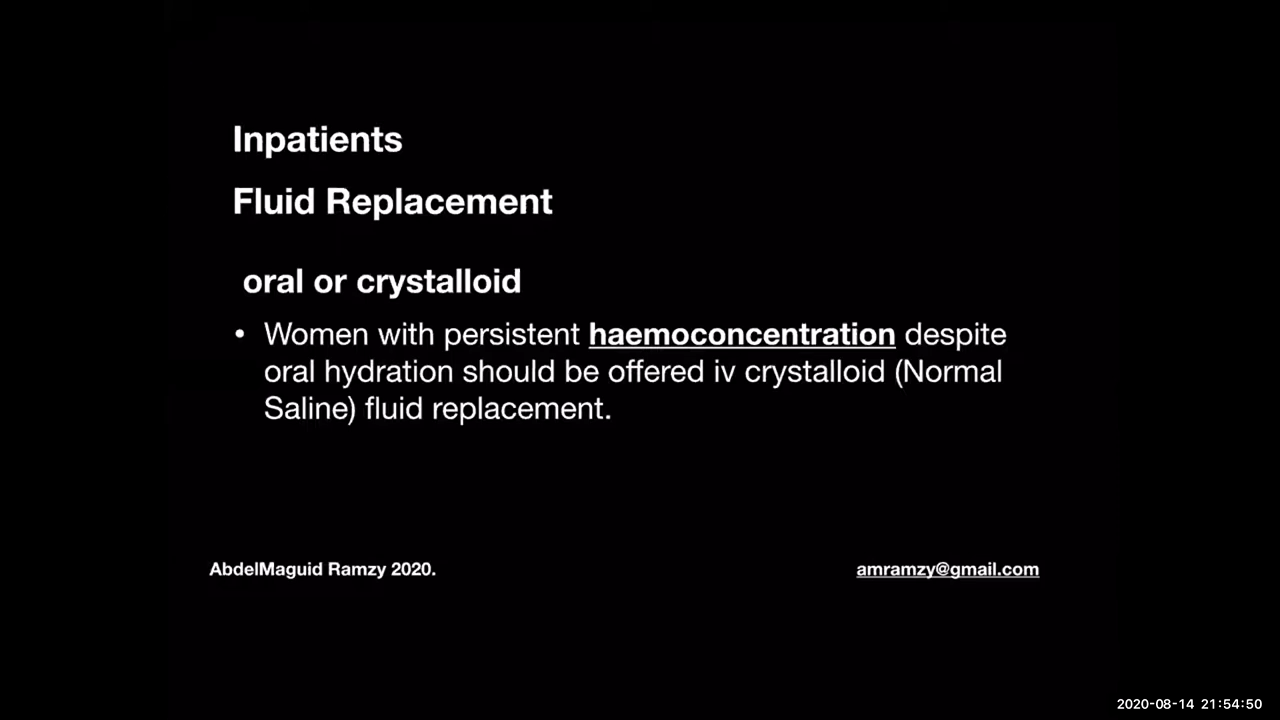 Inpatients
Fluid Replacement
oral or crystalloid
• Women with persistent haemoconcentration despite
oral hydration should be offered iv crystalloid (Normal
Saline) fluid replacement.
AbdelMaguid Ramzy 2020.
amramzy@gmail.com
2020-08-14 21:54:50